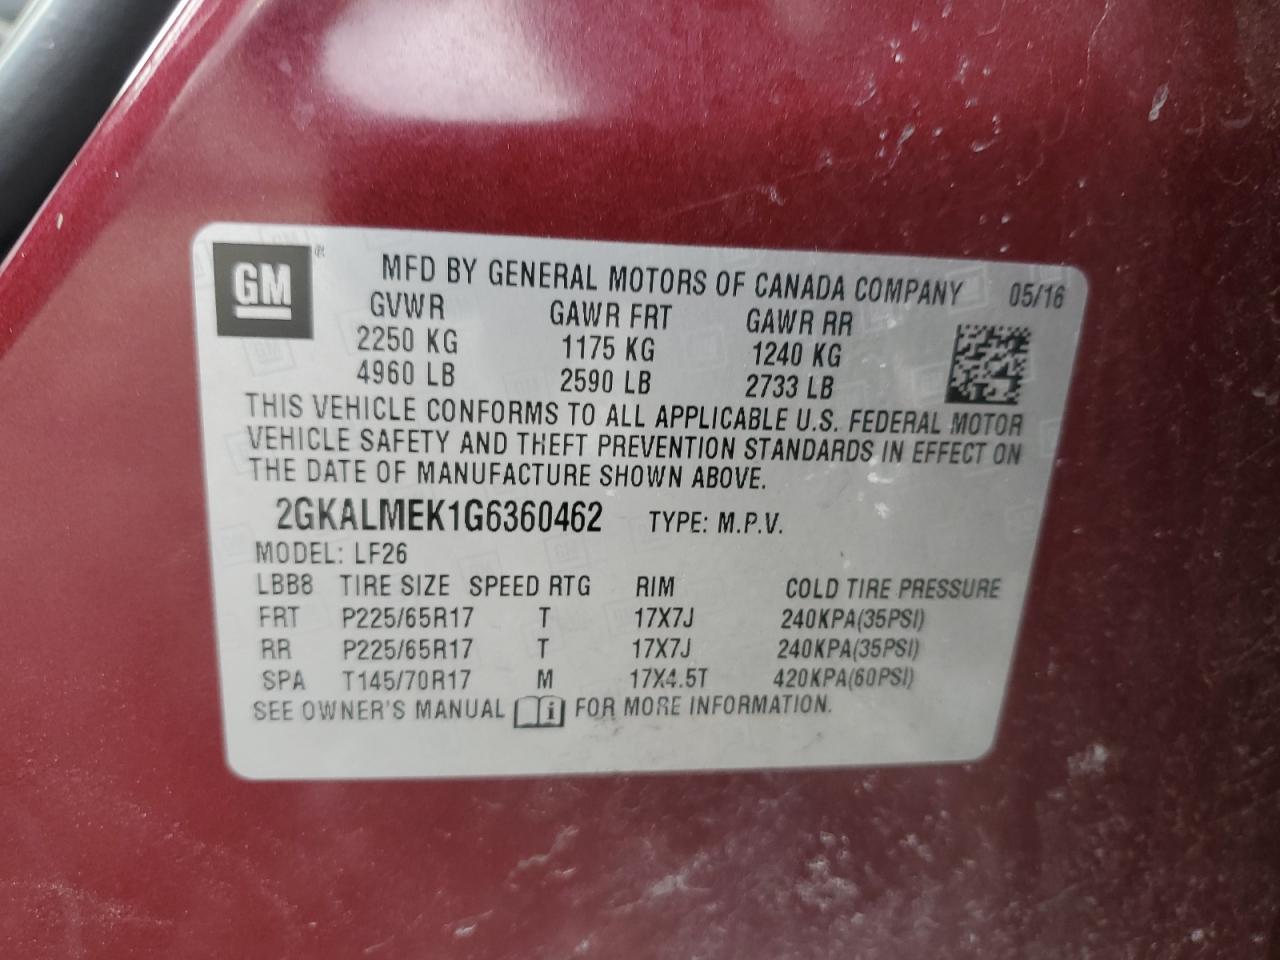 GM®
MFD BY GENERAL MOTORS OF CANADA COMPANY 05/16
GVWR GAWR FRT GAWR RR
2250 KG 1175 KG 1240 KG
4960 LB 2590 LB 2733 LB
THIS VEHICLE CONFORMS TO ALL APPLICABLE U.S. FEDERAL MOTOR
VEHICLE SAFETY AND THEFT PREVENTION STANDARDS IN EFFECT ON
THE DATE OF MANUFACTURE SHOWN ABOVE.
2GKALMEK1G6360462 TYPE: M.P.V.
MODEL: LF26
LBB8 TIRE SIZE SPEED RTG RIM COLD TIRE PRESSURE
FRT P225/65R17 T 17X7J 240KPA(35PSI)
RR P225/65R17 T 17X7J 240KPA(35PSI)
SPA T145/70R17 M 17X4.5T 420KPA(60PSI)
SEE OWNER'S MANUAL i FOR MORE INFORMATION.